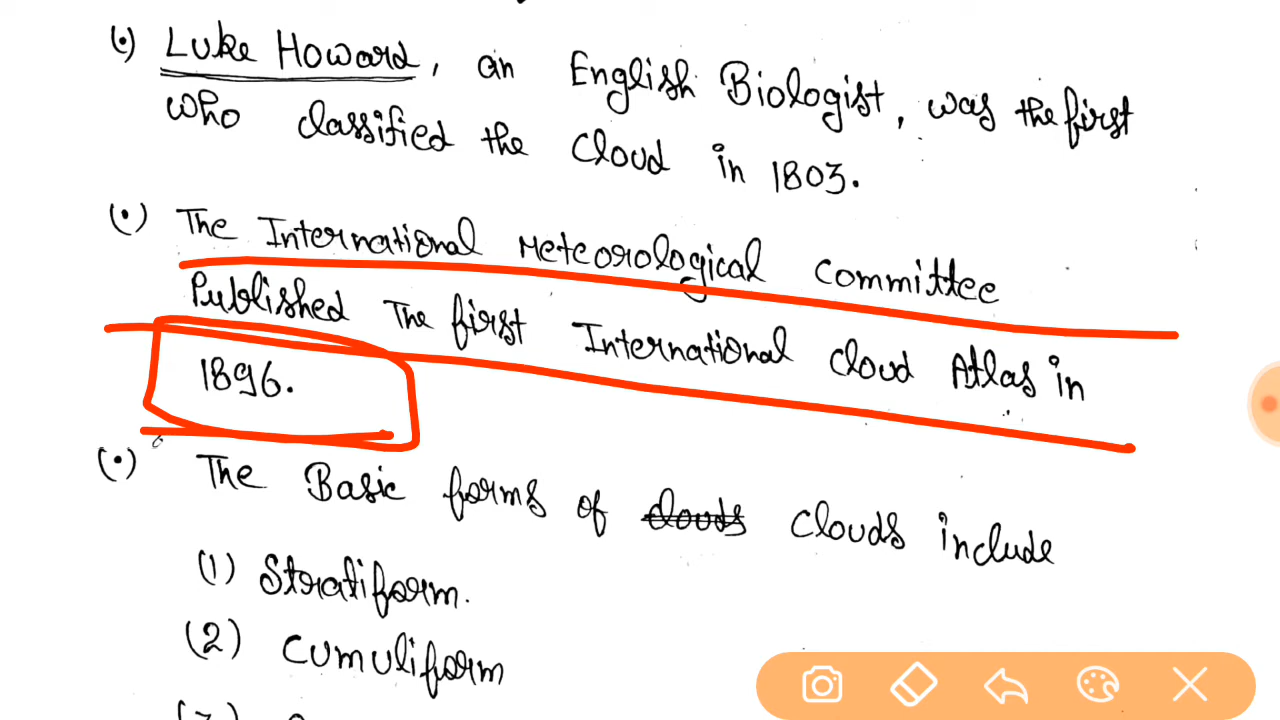 (•) Luke Howard, an English Biologist, was the first
who classified the Cloud in 1803.
(•) The International Meteorological Committee
Published The first International Cloud Atlas in
1896.
(•) The Basic forms of clouds Clouds include
(1) Stratiform.
(2) Cumuliform